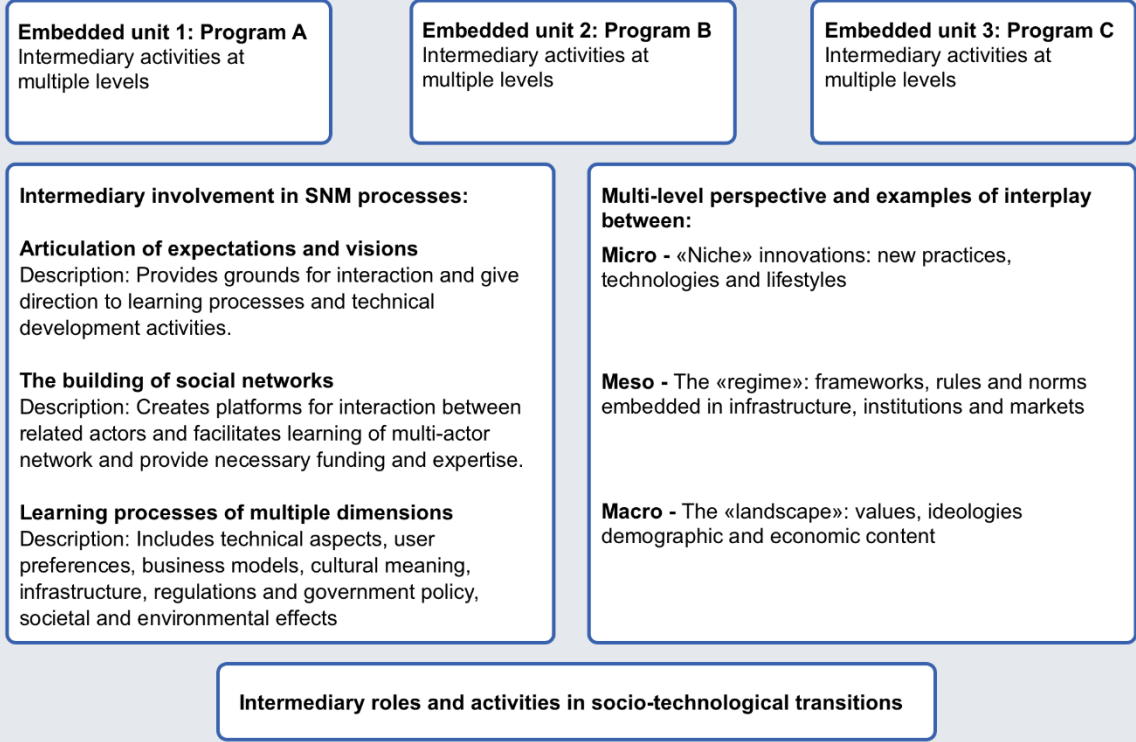 Embedded unit 1: Program A
Intermediary activities at
multiple levels
Embedded unit 2: Program B
Intermediary activities at
multiple levels
Embedded unit 3: Program C
Intermediary activities at
multiple levels
Intermediary involvement in SNM processes:
Articulation of expectations and visions
Description: Provides grounds for interaction and give
direction to learning processes and technical
development activities.
The building of social networks
Description: Creates platforms for interaction between
related actors and facilitates learning of multi-actor
network and provide necessary funding and expertise.
Learning processes of multiple dimensions
Description: Includes technical aspects, user
preferences, business models, cultural meaning,
infrastructure, regulations and government policy,
societal and environmental effects
Multi-level perspective and examples of interplay
between:
Micro - «Niche» innovations: new practices,
technologies and lifestyles
Meso - The «regime»: frameworks, rules and norms
embedded in infrastructure, institutions and markets
Macro - The «landscape»: values, ideologies
demographic and economic content
Intermediary roles and activities in socio-technological transitions